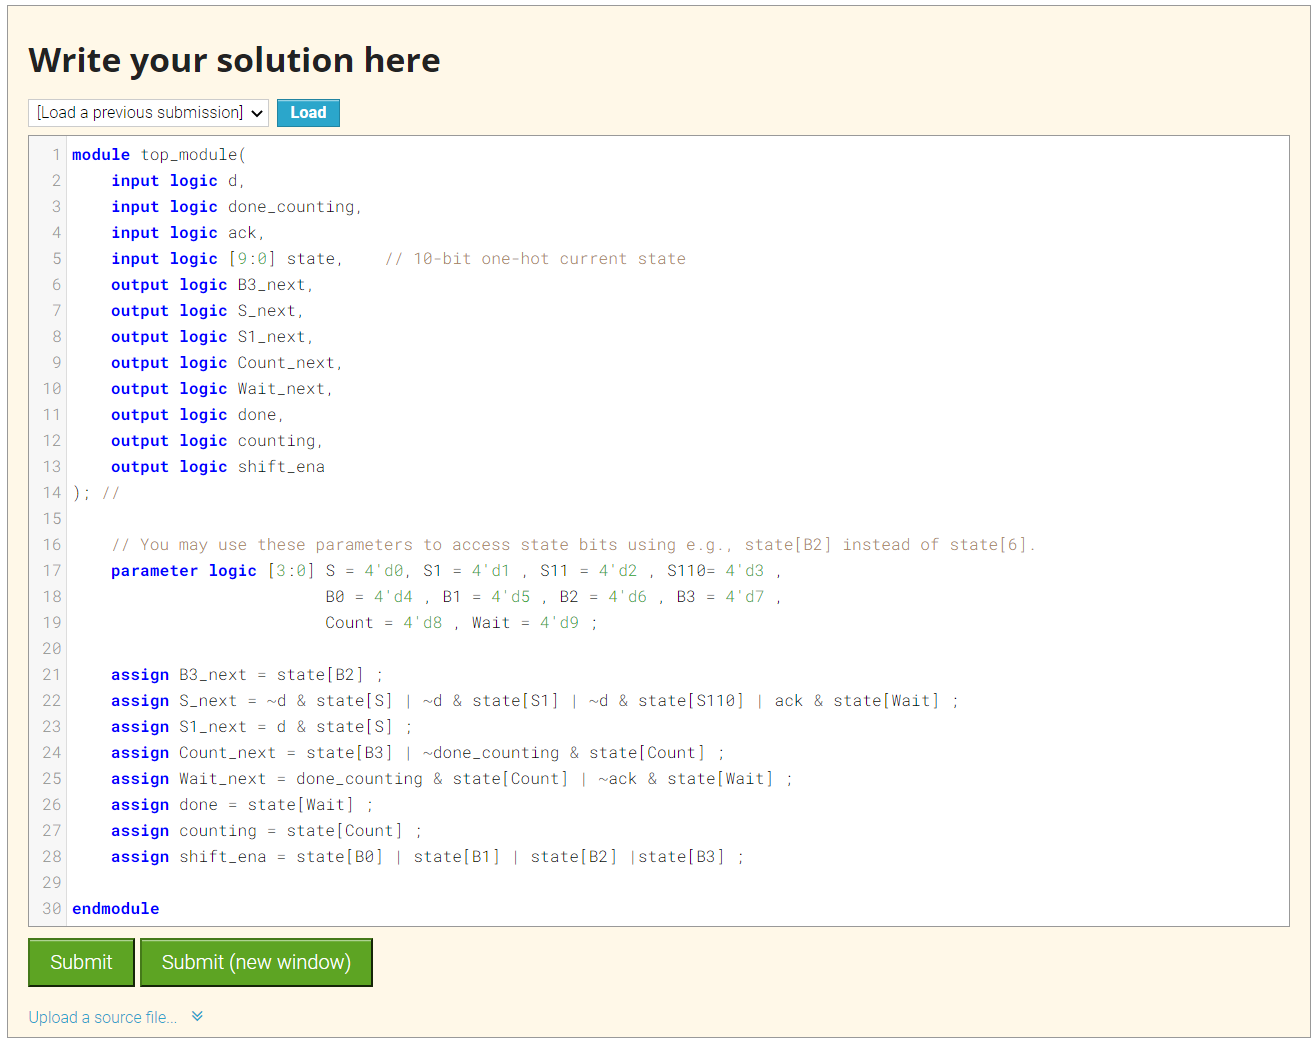 Write your solution here
[Load a previous submission] Load
1 module top_module(
2 input logic d,
3 input logic done_counting,
4 input logic ack,
5 input logic [9:0] state, // 10-bit one-hot current state
6 output logic B3_next,
7 output logic S_next,
8 output logic S1_next,
9 output logic Count_next,
10 output logic Wait_next,
11 output logic done,
12 output logic counting,
13 output logic shift_ena
14 ); //
15
16 // You may use these parameters to access state bits using e.g., state[B2] instead of state[6].
17 parameter logic [3:0] S = 4'd0, S1 = 4'd1 , S11 = 4'd2 , S110= 4'd3 ,
18 B0 = 4'd4 , B1 = 4'd5 , B2 = 4'd6 , B3 = 4'd7 ,
19 Count = 4'd8 , Wait = 4'd9 ;
20
21 assign B3_next = state[B2] ;
22 assign S_next = ~d & state[S] | ~d & state[S1] | ~d & state[S110] | ack & state[Wait] ;
23 assign S1_next = d & state[S] ;
24 assign Count_next = state[B3] | ~done_counting & state[Count] ;
25 assign Wait_next = done_counting & state[Count] | ~ack & state[Wait] ;
26 assign done = state[Wait] ;
27 assign counting = state[Count] ;
28 assign shift_ena = state[B0] | state[B1] | state[B2] |state[B3] ;
29
30 endmodule
Submit Submit (new window)
Upload a source file...